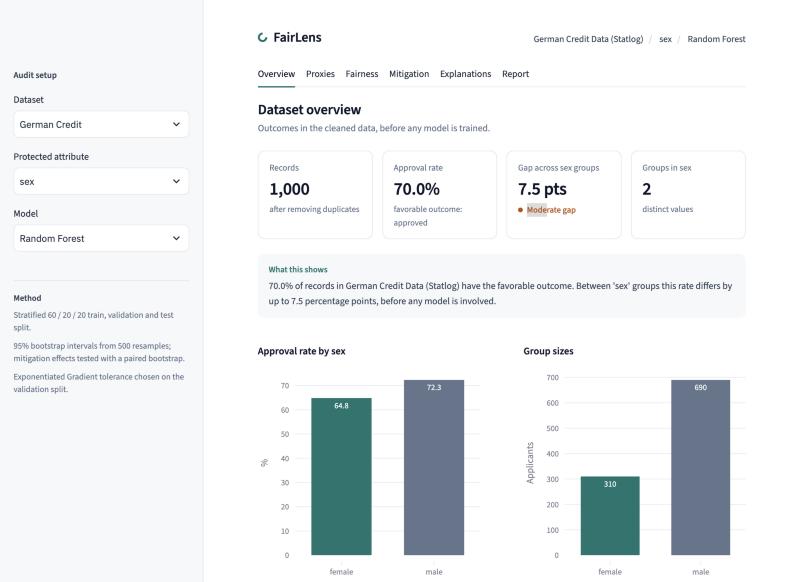 FairLens
German Credit Data (Statlog) / sex / Random Forest
Audit setup
Dataset
German Credit
Protected attribute
sex
Model
Random Forest
Method
Stratified 60 / 20 / 20 train, validation and test
split.
95% bootstrap intervals from 500 resamples;
mitigation effects tested with a paired bootstrap.
Exponentiated Gradient tolerance chosen on the
validation split.
Overview Proxies Fairness Mitigation Explanations Report
Dataset overview
Outcomes in the cleaned data, before any model is trained.
Records
1,000
after removing duplicates
Approval rate
70.0%
favorable outcome:
approved
Gap across sex groups
7.5 pts
Moderate gap
Groups in sex
2
distinct values
What this shows
70.0% of records in German Credit Data (Statlog) have the favorable outcome. Between 'sex' groups this rate differs by
up to 7.5 percentage points, before any model is involved.
Approval rate by sex
%
70
60
50
40
30
20
10
0
64.8
72.3
female
male
Group sizes
Applicants
700
600
500
400
300
200
100
0
310
690
female
male